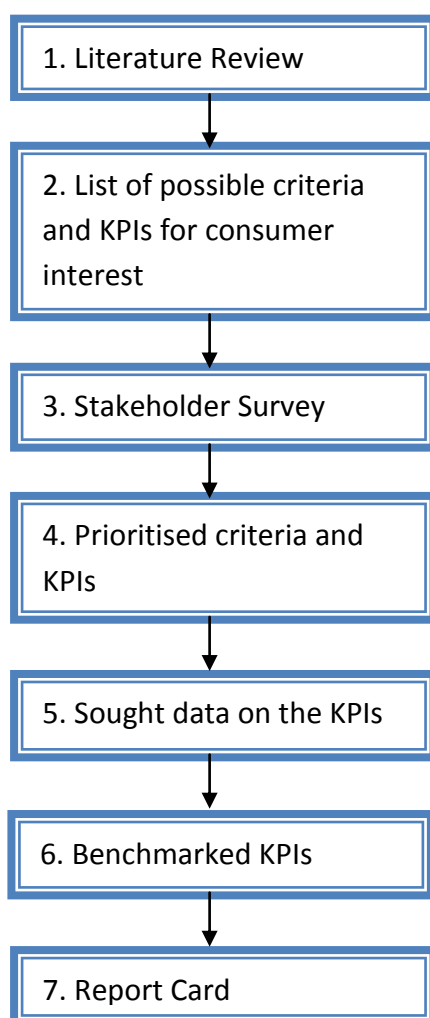 1. Literature Review
2. List of possible criteria
and KPIs for consumer
interest
3. Stakeholder Survey
4. Prioritised criteria and
KPIs
5. Sought data on the KPIs
6. Benchmarked KPIs
7. Report Card